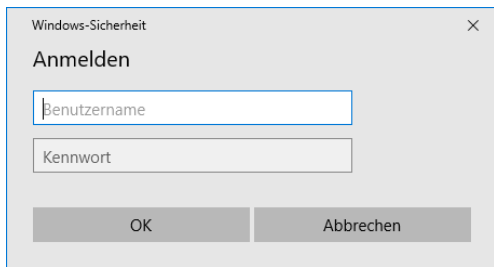 Windows-Sicherheit
Anmelden
Benutzername
Kennwort
OK Abbrechen